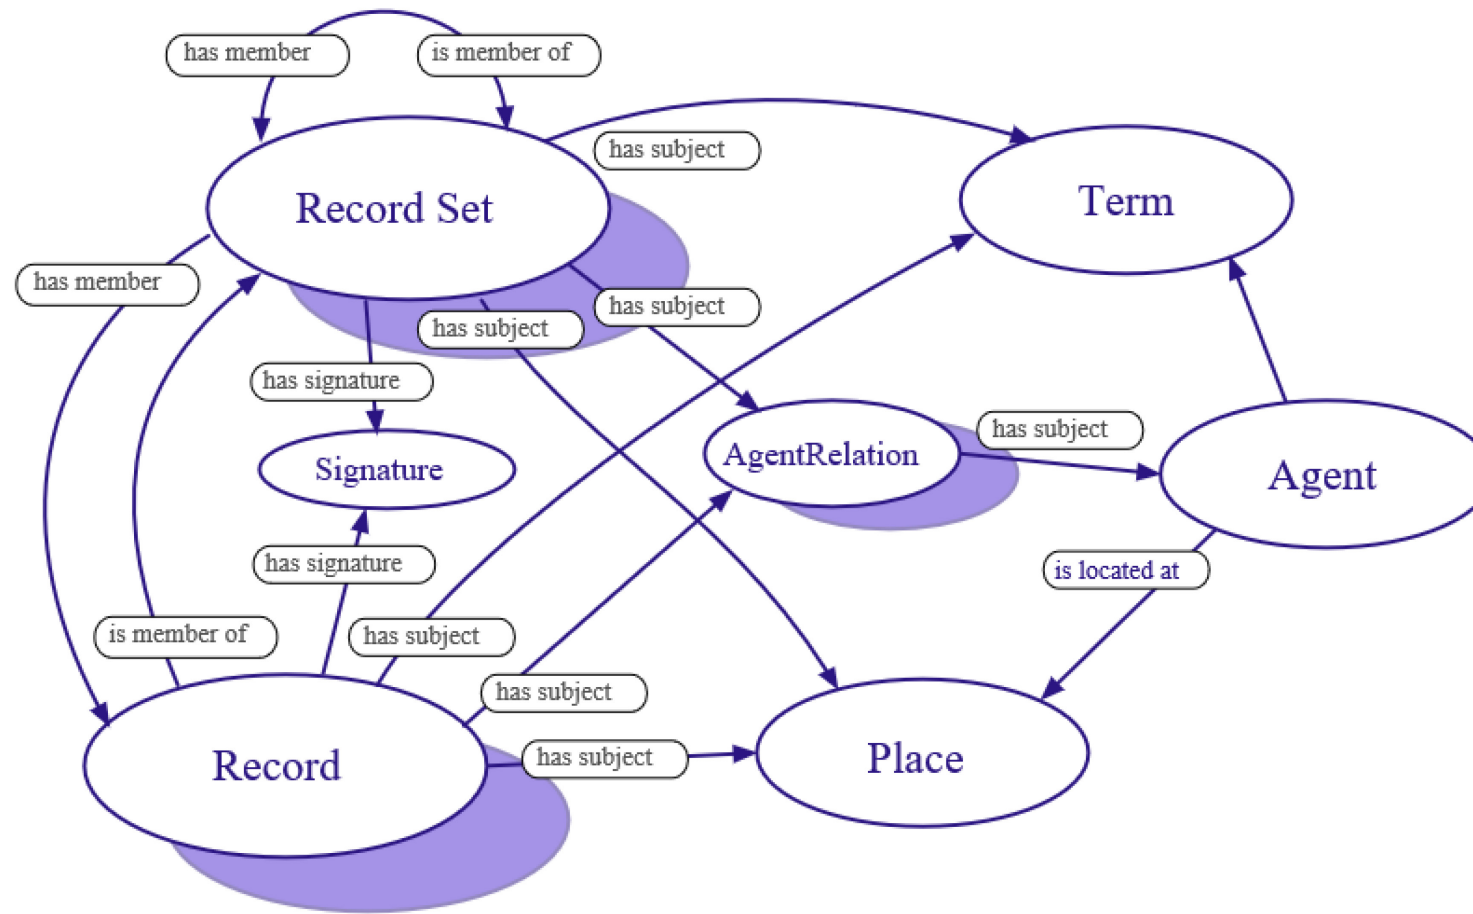 has member
is member of
has subject
Record Set
Term
has member
has subject
has subject
has signature
has subject
AgentRelation
Signature
Agent
has signature
is located at
is member of
has subject
has subject
Record
has subject
Place